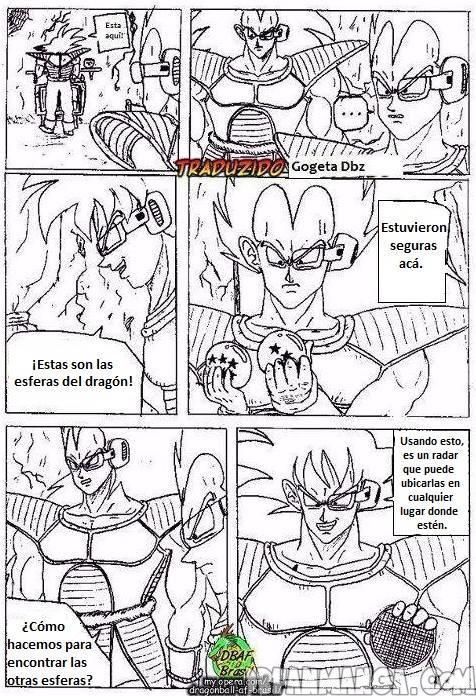 Esta
aquí!
...
TRADUZIDO
Gogeta Dbz
¡Estas son las
esferas del dragón!
Estuvieron
seguras
acá.
¿Cómo
hacemos para
encontrar las
otras esferas?
Usando esto,
es un radar
que puede
ubicarlas en
cualquier
lugar donde
estén.
DBAF
Brasil
my.opera.com/
dragonball-af-brasil